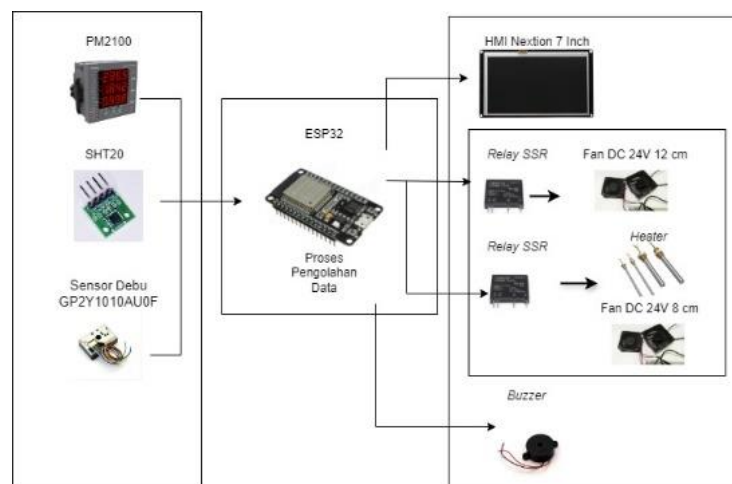 PM2100
SHT20
Sensor Debu
GP2Y1010AU0F
ESP32
Proses
Pengolahan
Data
HMI Nextion 7 Inch
Relay SSR
Fan DC 24V 12 cm
Relay SSR
Heater
Fan DC 24V 8 cm
Buzzer